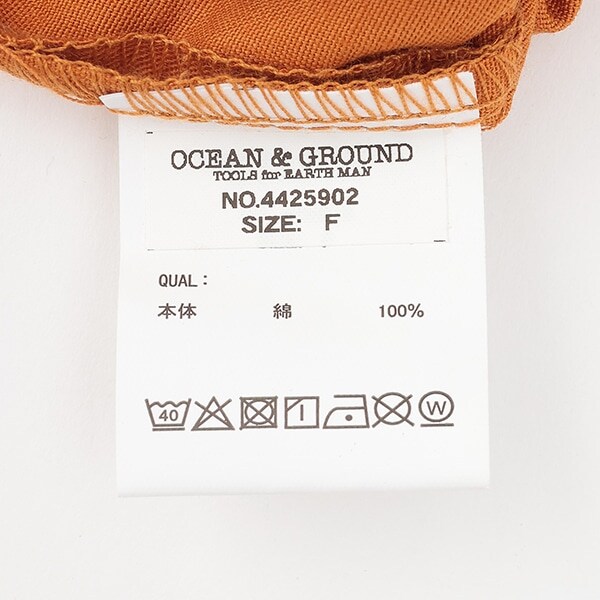 OCEAN & GROUND
TOOLS for EARTH MAN
NO.4425902
SIZE: F
QUAL:
本体 綿 100%
40 W